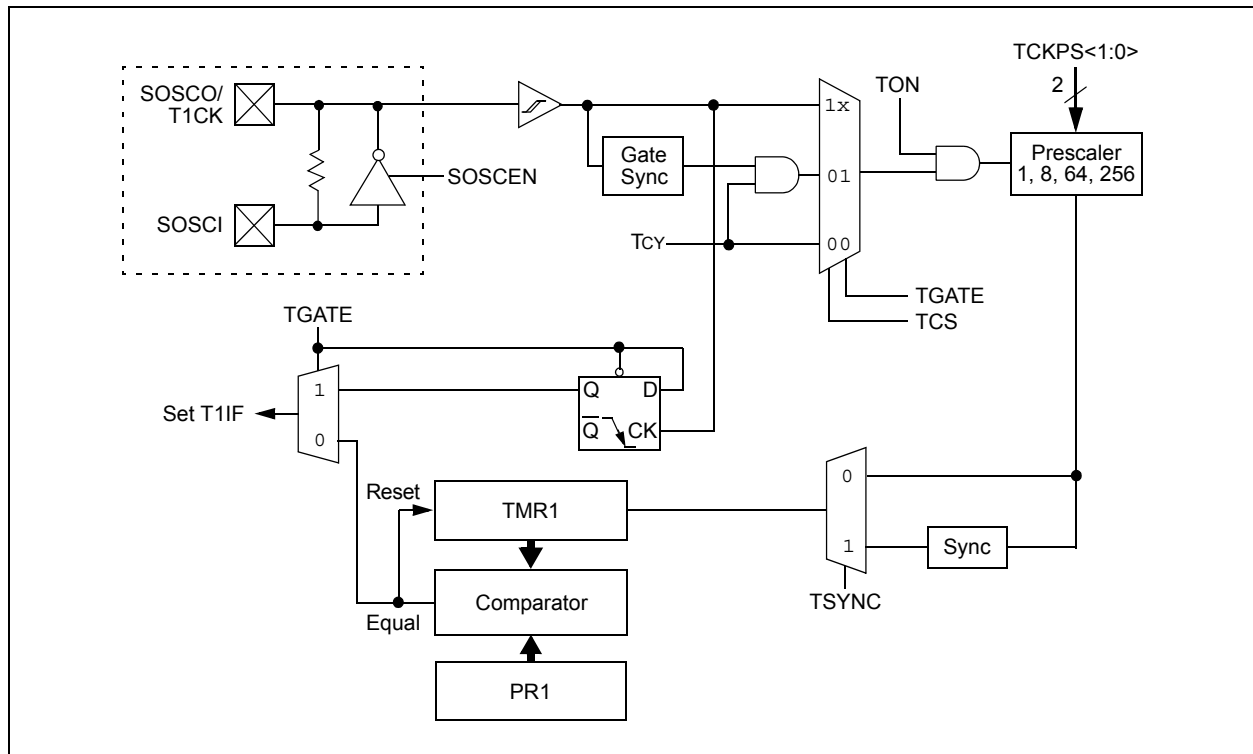 TCKPS<1:0>
SOSCO/
T1CK
TON
2
1x
Gate
Sync
Prescaler
1, 8, 64, 256
SOSCEN
01
SOSCI
TCY
00
TGATE
TCS
TGATE
1
Q
D
Set T1IF
Q
CK
0
Reset
TMR1
0
1
Sync
Comparator
TSYNC
Equal
PR1